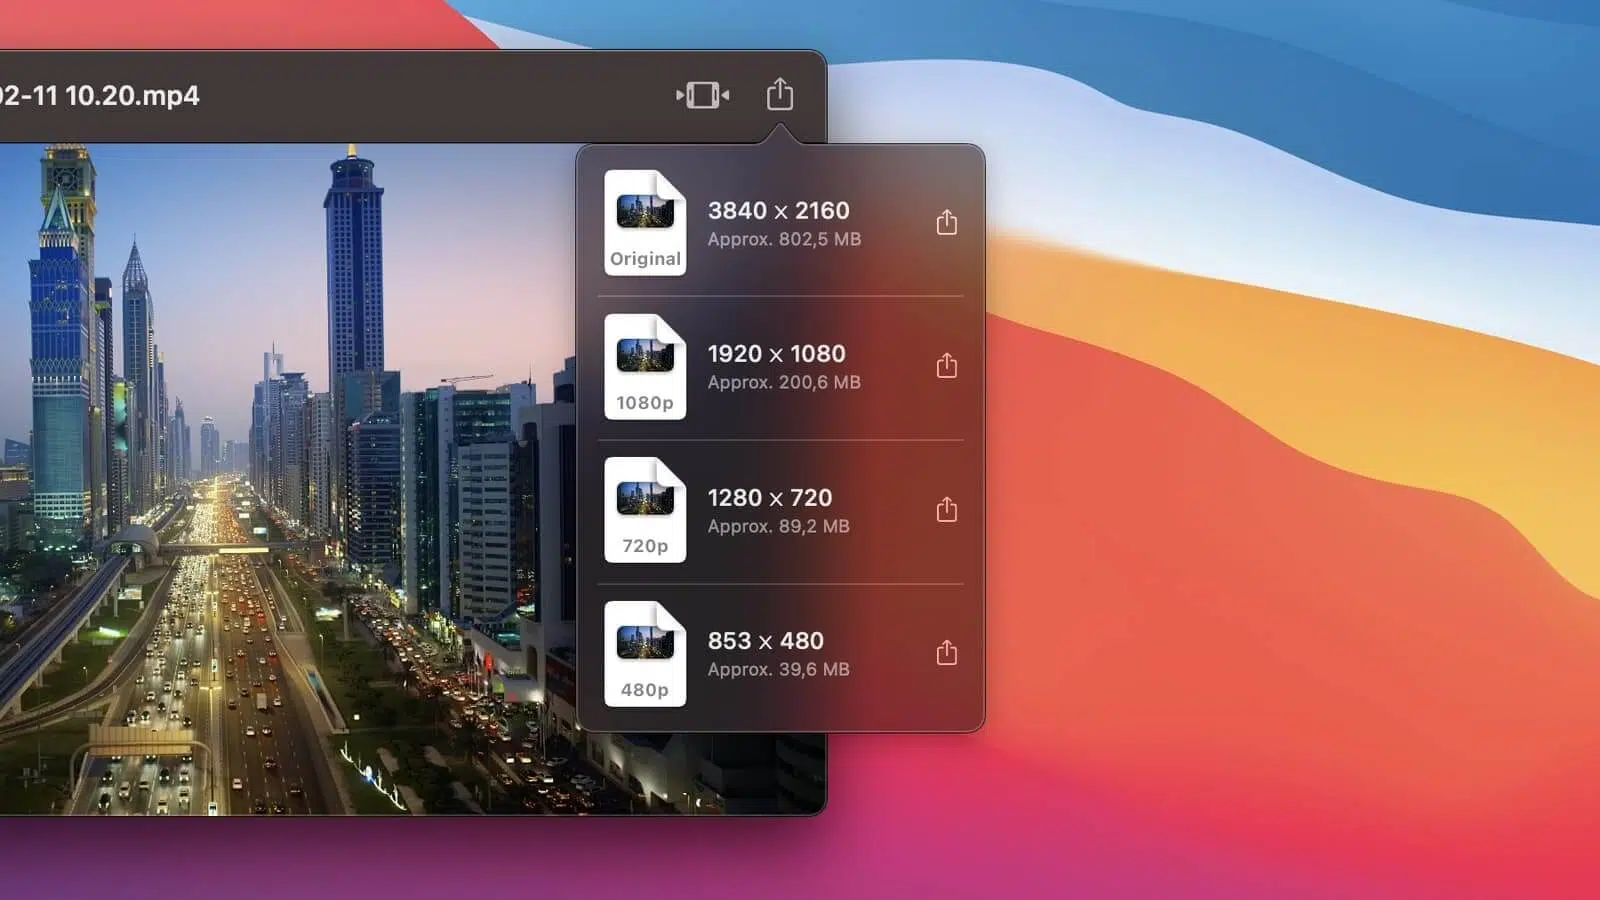 02-11 10.20.mp4
3840 x 2160
Approx. 802,5 MB
Original
1920 x 1080
Approx. 200,6 MB
1080p
1280 x 720
Approx. 89,2 MB
720p
853 x 480
Approx. 39,6 MB
480p